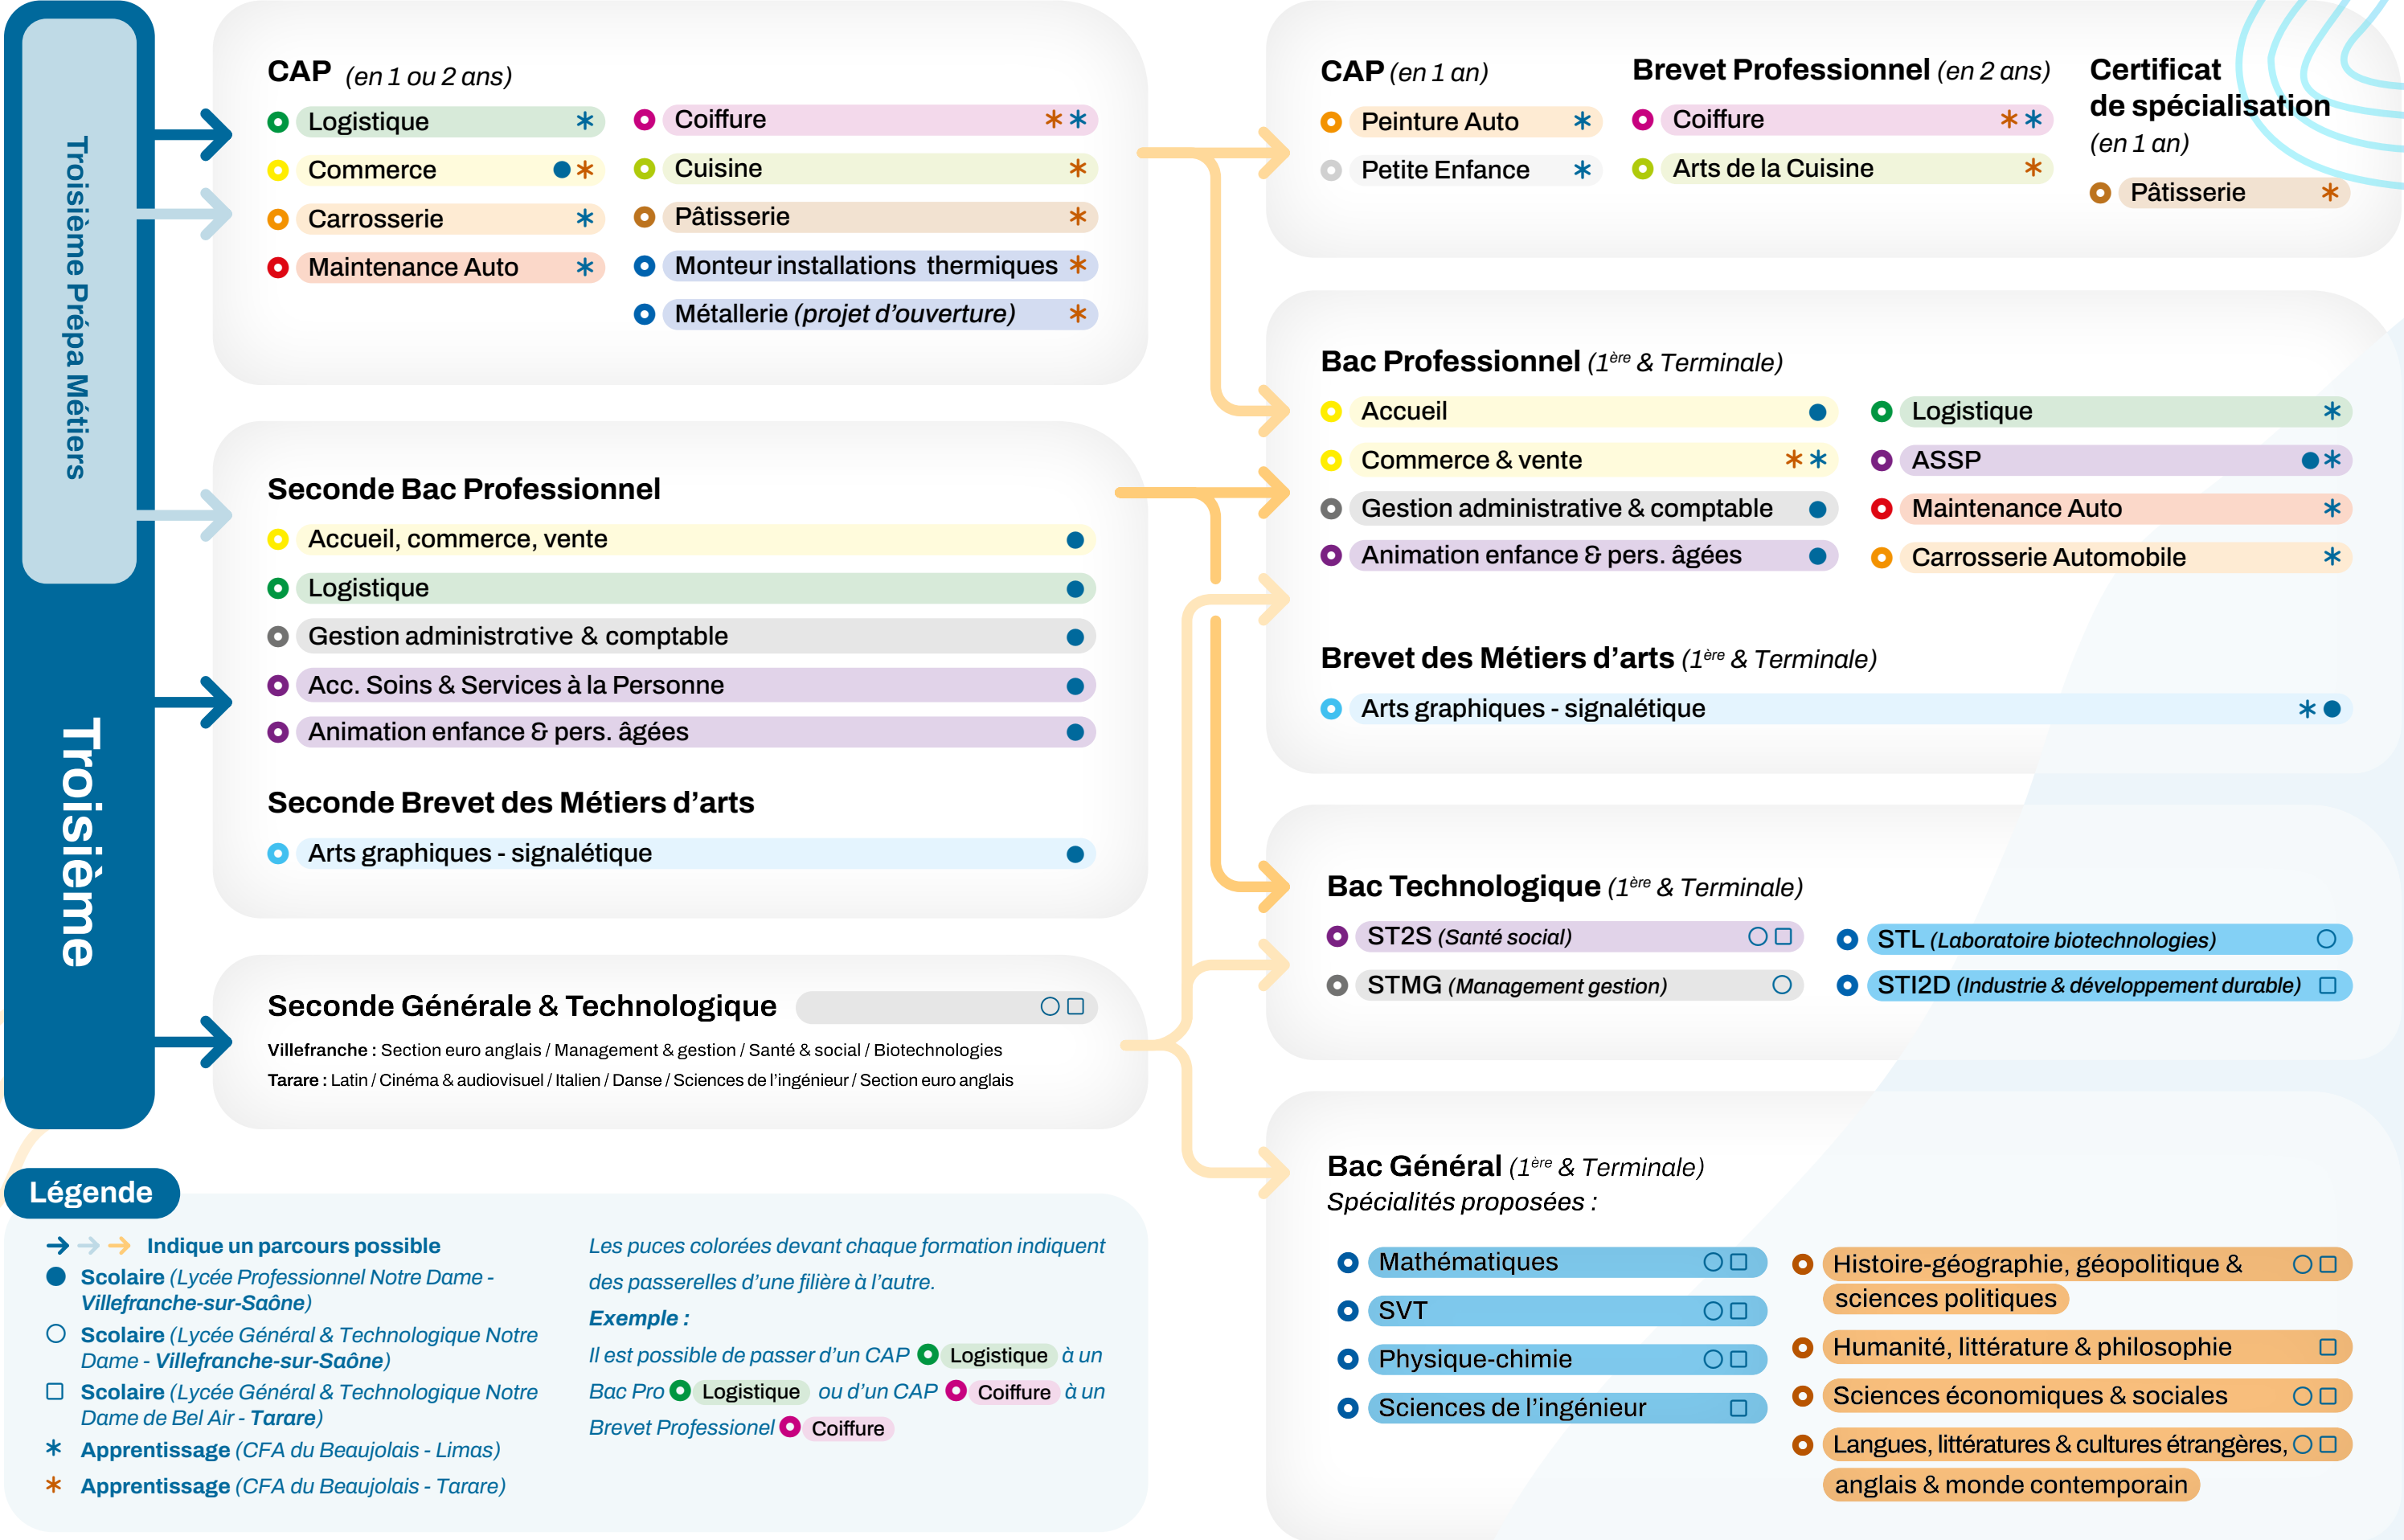 Troisième Prépa Métiers
Troisième
CAP (en 1 ou 2 ans)
Logistique
Commerce
Carrosserie
Maintenance Auto
Coiffure
Cuisine
Pâtisserie
Monteur installations thermiques
Métallerie (projet d'ouverture)
Seconde Bac Professionnel
Accueil, commerce, vente
Logistique
Gestion administrative & comptable
Acc. Soins & Services à la Personne
Animation enfance & pers. âgées
Seconde Brevet des Métiers d'arts
Arts graphiques - signalétique
Seconde Générale & Technologique
Villefranche : Section euro anglais / Management & gestion / Santé & social / Biotechnologies
Tarare : Latin / Cinéma & audiovisuel / Italien / Danse / Sciences de l'ingénieur / Section euro anglais
CAP (en 1 an)
Peinture Auto
Petite Enfance
Brevet Professionnel (en 2 ans)
Coiffure
Arts de la Cuisine
Certificat
de spécialisation
(en 1 an)
Pâtisserie
Bac Professionnel (1ère & Terminale)
Accueil
Commerce & vente
Gestion administrative & comptable
Animation enfance & pers. âgées
Logistique
ASSP
Maintenance Auto
Carrosserie Automobile
Brevet des Métiers d'arts (1ère & Terminale)
Arts graphiques - signalétique
Bac Technologique (1ère & Terminale)
ST2S (Santé social)
STMG (Management gestion)
STL (Laboratoire biotechnologies)
STI2D (Industrie & développement durable)
Bac Général (1ère & Terminale)
Spécialités proposées :
Mathématiques
SVT
Physique-chimie
Sciences de l'ingénieur
Histoire-géographie, géopolitique &
sciences politiques
Humanité, littérature & philosophie
Sciences économiques & sociales
Langues, littératures & cultures étrangères,
anglais & monde contemporain
Légende
Indique un parcours possible
Scolaire (Lycée Professionnel Notre Dame -
Villefranche-sur-Saône)
Scolaire (Lycée Général & Technologique Notre
Dame - Villefranche-sur-Saône)
Scolaire (Lycée Général & Technologique Notre
Dame de Bel Air - Tarare)
Apprentissage (CFA du Beaujolais - Limas)
Apprentissage (CFA du Beaujolais - Tarare)
Les puces colorées devant chaque formation indiquent
des passerelles d'une filière à l'autre.
Exemple :
Il est possible de passer d'un CAP Logistique à un
Bac Pro Logistique ou d'un CAP Coiffure à un
Brevet Professionel Coiffure